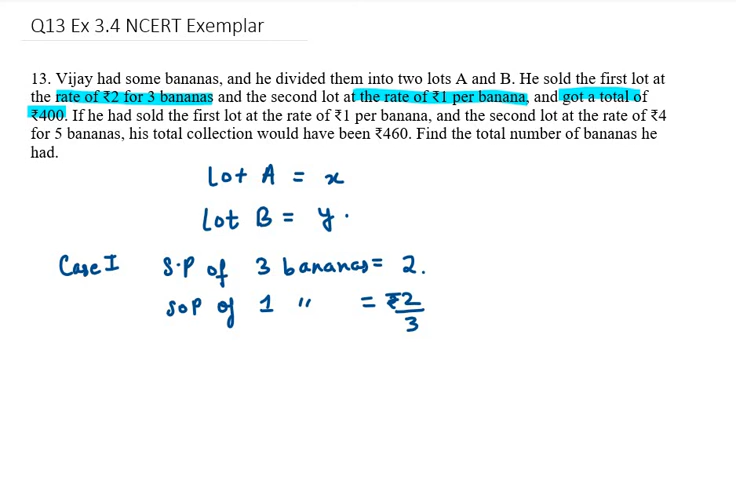 Q13 Ex 3.4 NCERT Exemplar
13. Vijay had some bananas, and he divided them into two lots A and B. He sold the first lot at
the rate of ₹2 for 3 bananas and the second lot at the rate of ₹1 per banana, and got a total of
₹400. If he had sold the first lot at the rate of ₹1 per banana, and the second lot at the rate of ₹4
for 5 bananas, his total collection would have been ₹460. Find the total number of bananas he
had.
Lot A = x
Lot B = y.
Case I S.P of 3 bananas = 2.
S.P of 1 " = ₹2/3